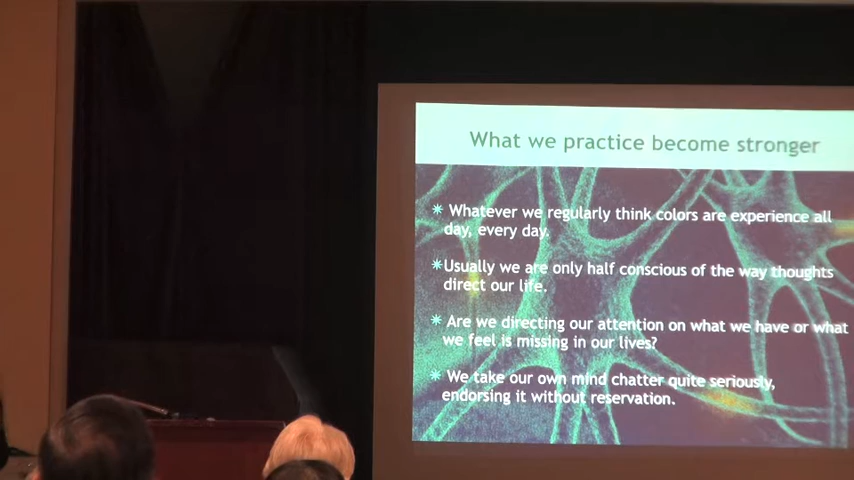 What we practice become stronger
* Whatever we regularly think colors are experience all
day, every day.
*Usually we are only half conscious of the way thoughts
direct our life.
* Are we directing our attention on what we have or what
we feel is missing in our lives?
* We take our own mind chatter quite seriously,
endorsing it without reservation.